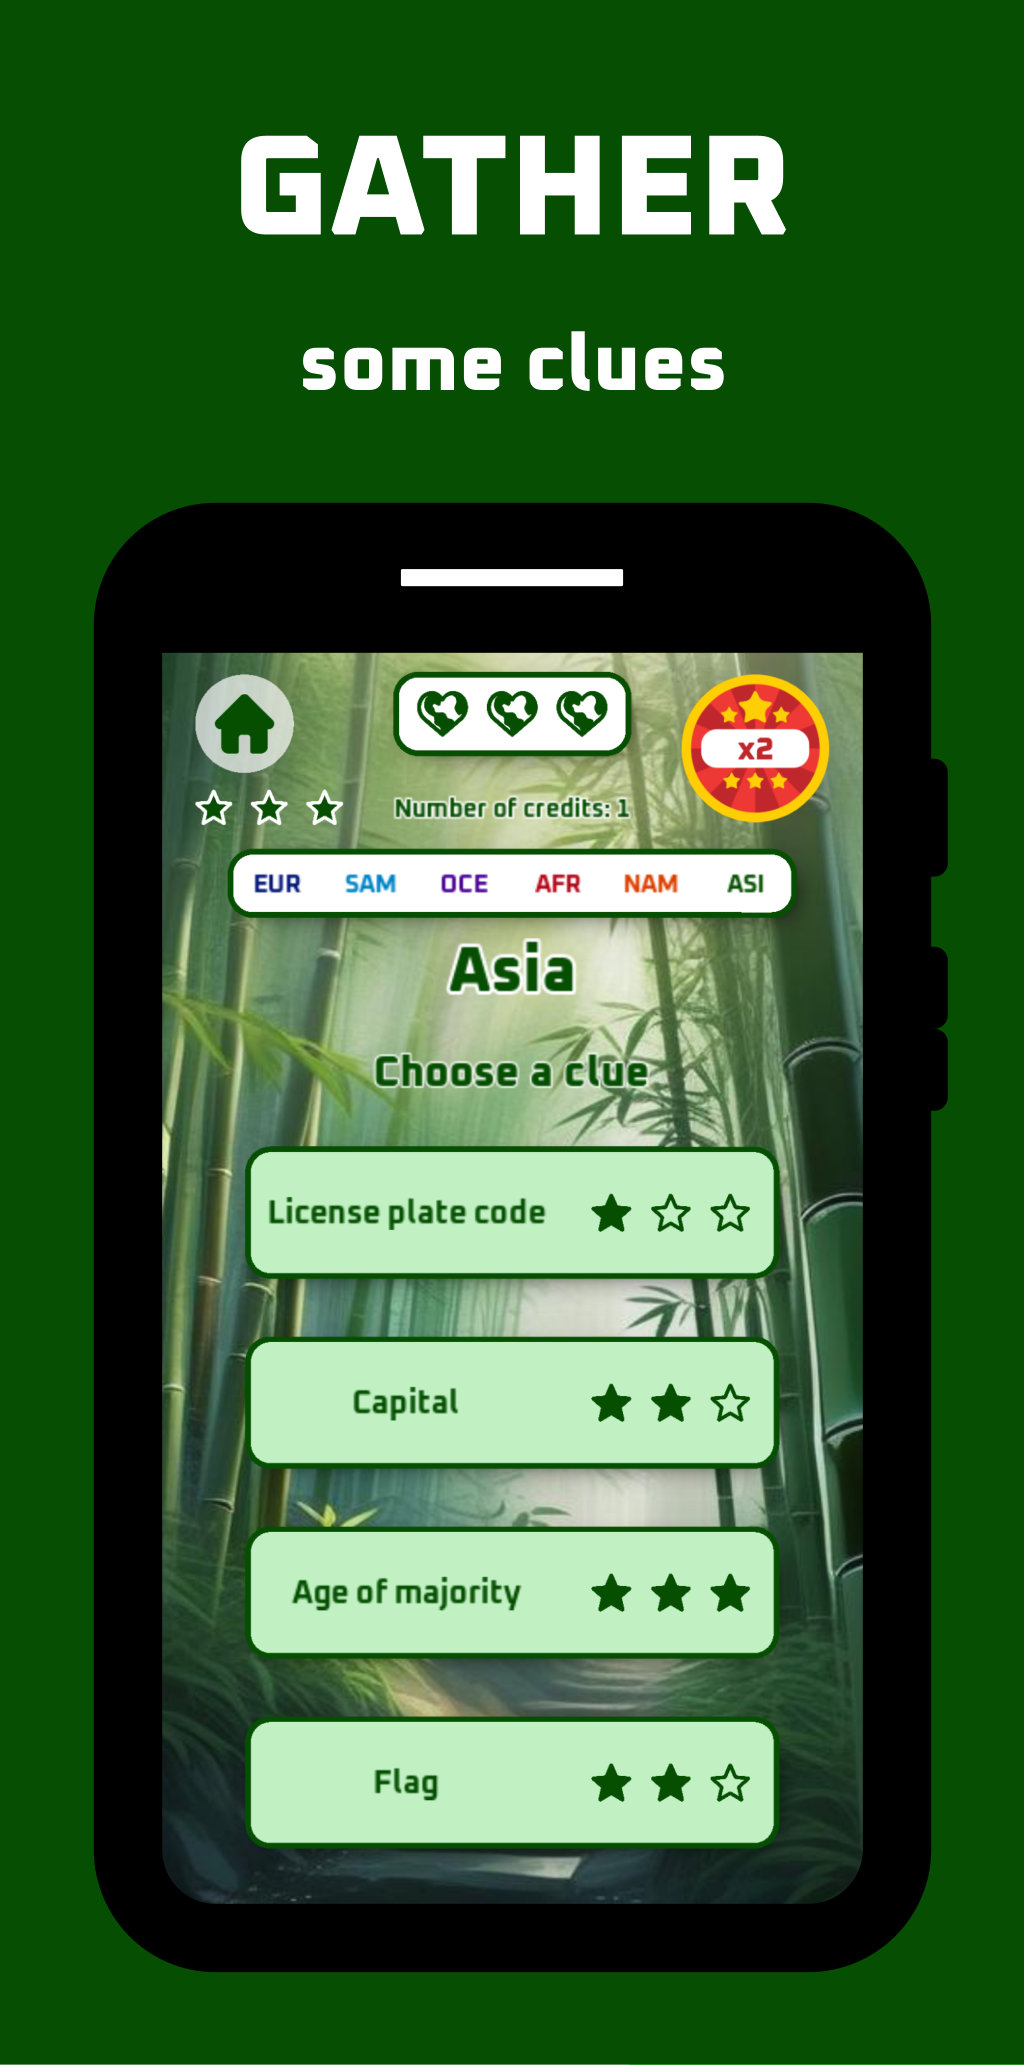 GATHER
some clues
x2
Number of credits: 1
EUR SAM OCE AFR NAM ASI
Asia
Choose a clue
License plate code
Capital
Age of majority
Flag